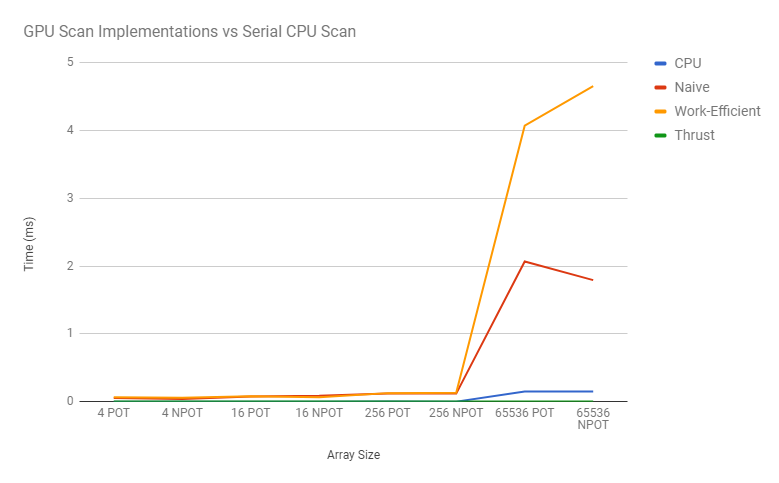 GPU Scan Implementations vs Serial CPU Scan
5
4
3
2
1
0
Time (ms)
4 POT
4 NPOT
16 POT
16 NPOT
256 POT
256 NPOT
65536 POT
65536
NPOT
Array Size
CPU
Naive
Work-Efficient
Thrust